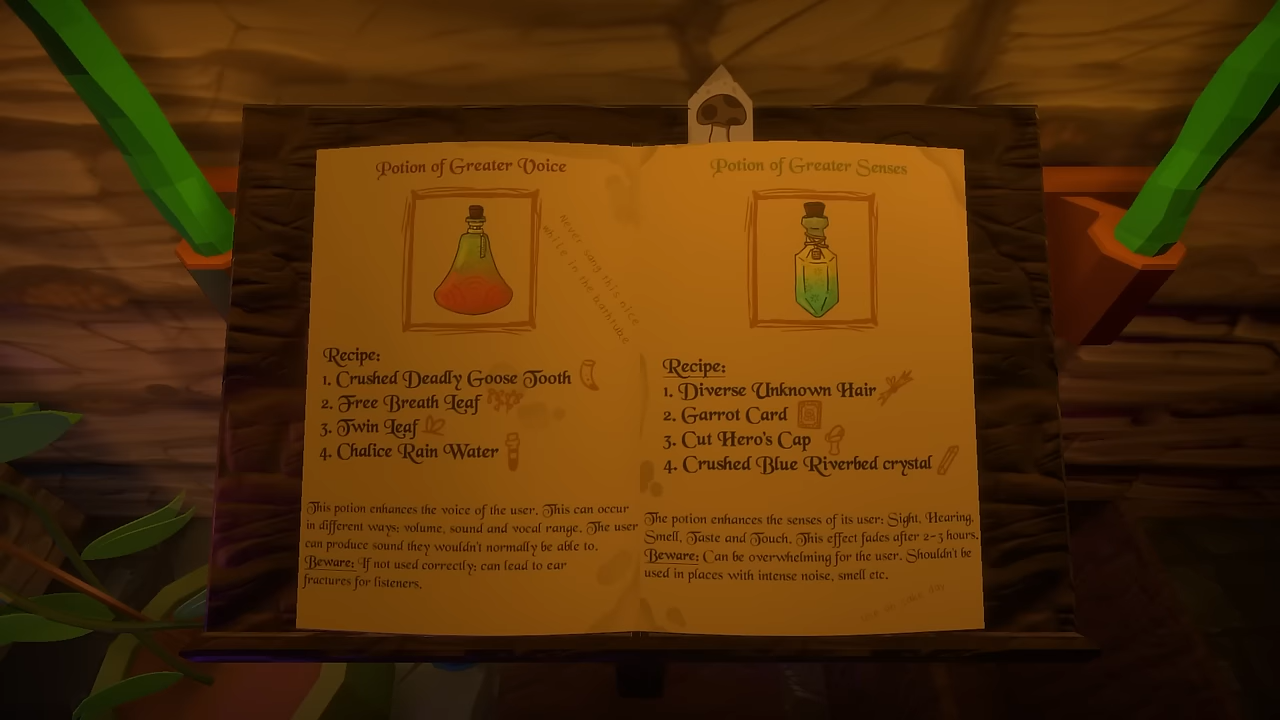 Potion of Greater Voice
never sang this nice
while in the bathtube
Recipe:
1. Crushed Deadly Goose Tooth
2. Free Breath Leaf
3. Twin Leaf
4. Chalice Rain Water
This potion enhances the voice of the user. This can occur
in different ways: volume, sound and vocal range. The user
can produce sound they wouldn't normally be able to.
Beware: If not used correctly; can lead to ear
fractures for listeners.
Potion of Greater Senses
Recipe:
1. Diverse Unknown Hair
2. Garrot Card
3. Cut Hero's Cap
4. Crushed Blue Riverbed crystal
The potion enhances the senses of its user: Sight, Hearing,
Smell, Taste and Touch. This effect fades after 2-3 hours.
Beware: Can be overwhelming for the user. Shouldn't be
used in places with intense noise, smell etc.